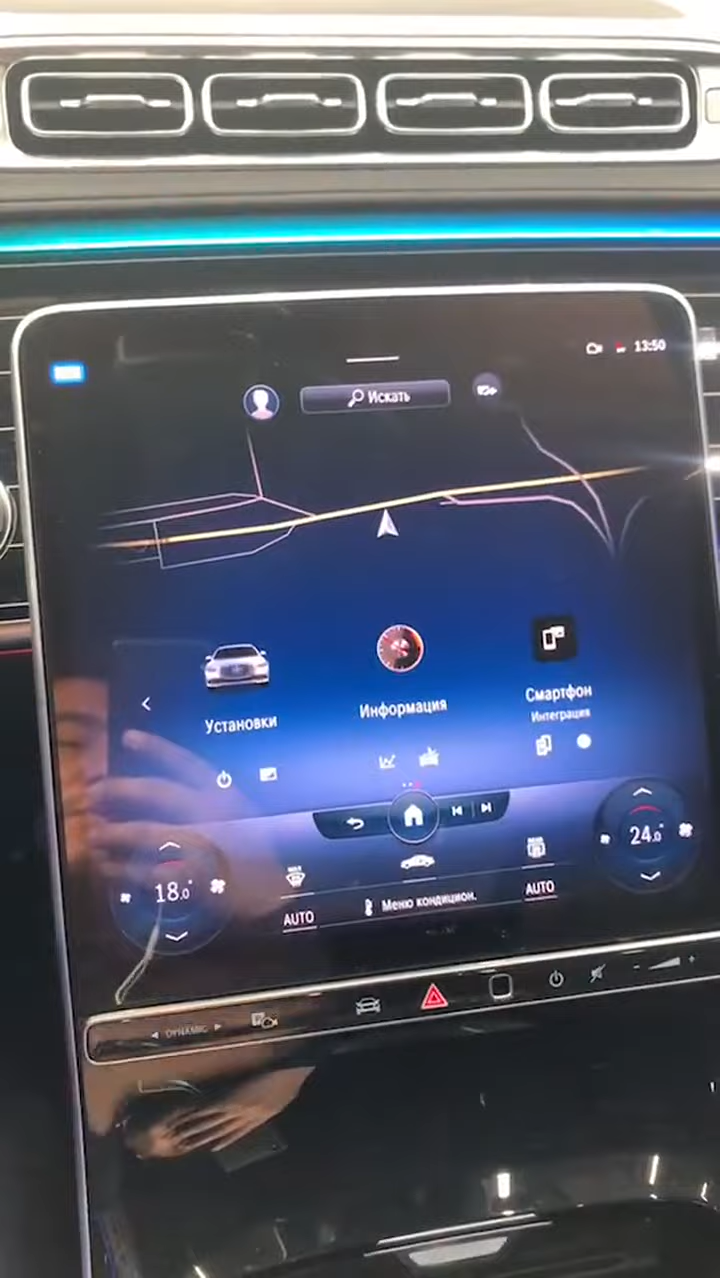 13:50
Искать
Установки
Информация
Смартфон
Интеграция
18.0°
24.0°
AUTO
Меню кондицион.
AUTO
DYNAMIC